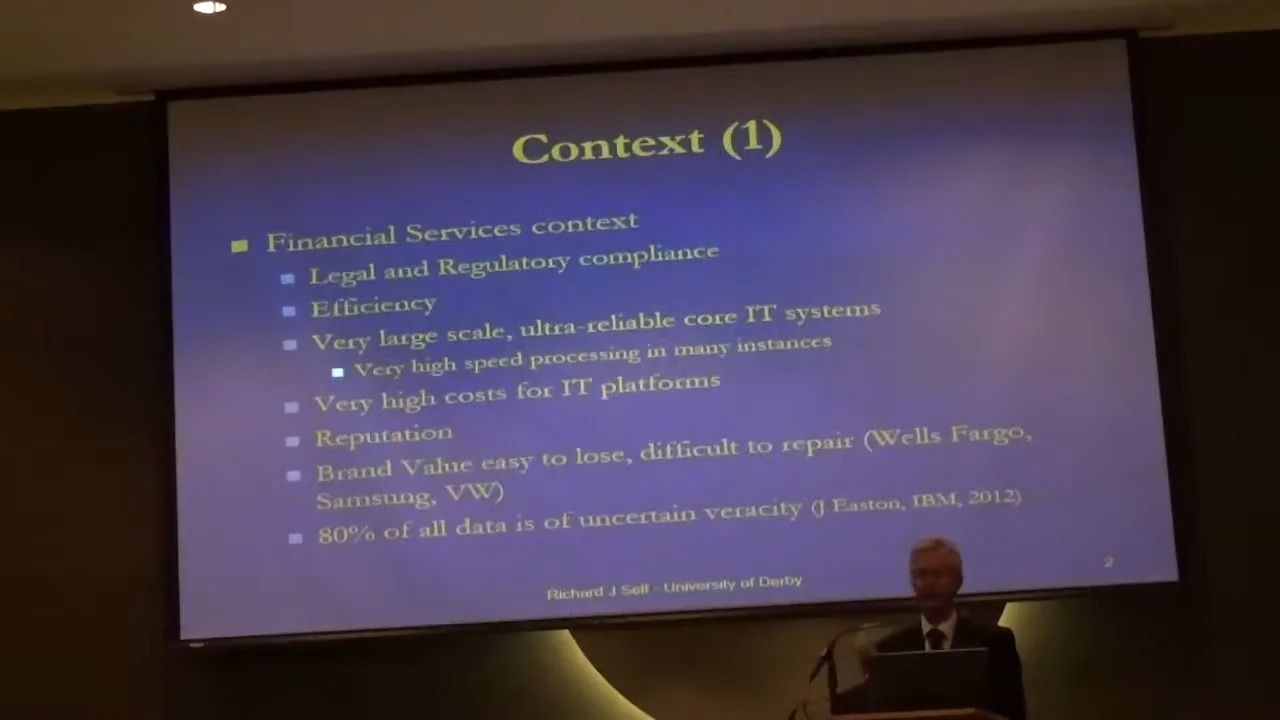 Context (1)
Financial Services context
Legal and Regulatory compliance
Efficiency
Very large scale, ultra-reliable core IT systems
Very high speed processing in many instances
Very high costs for IT platforms
Reputation
Brand Value easy to lose, difficult to repair (Wells Fargo,
Samsung, VW)
80% of all data is of uncertain veracity (J Easton, IBM, 2012)
Richard J Self - University of Derby
2